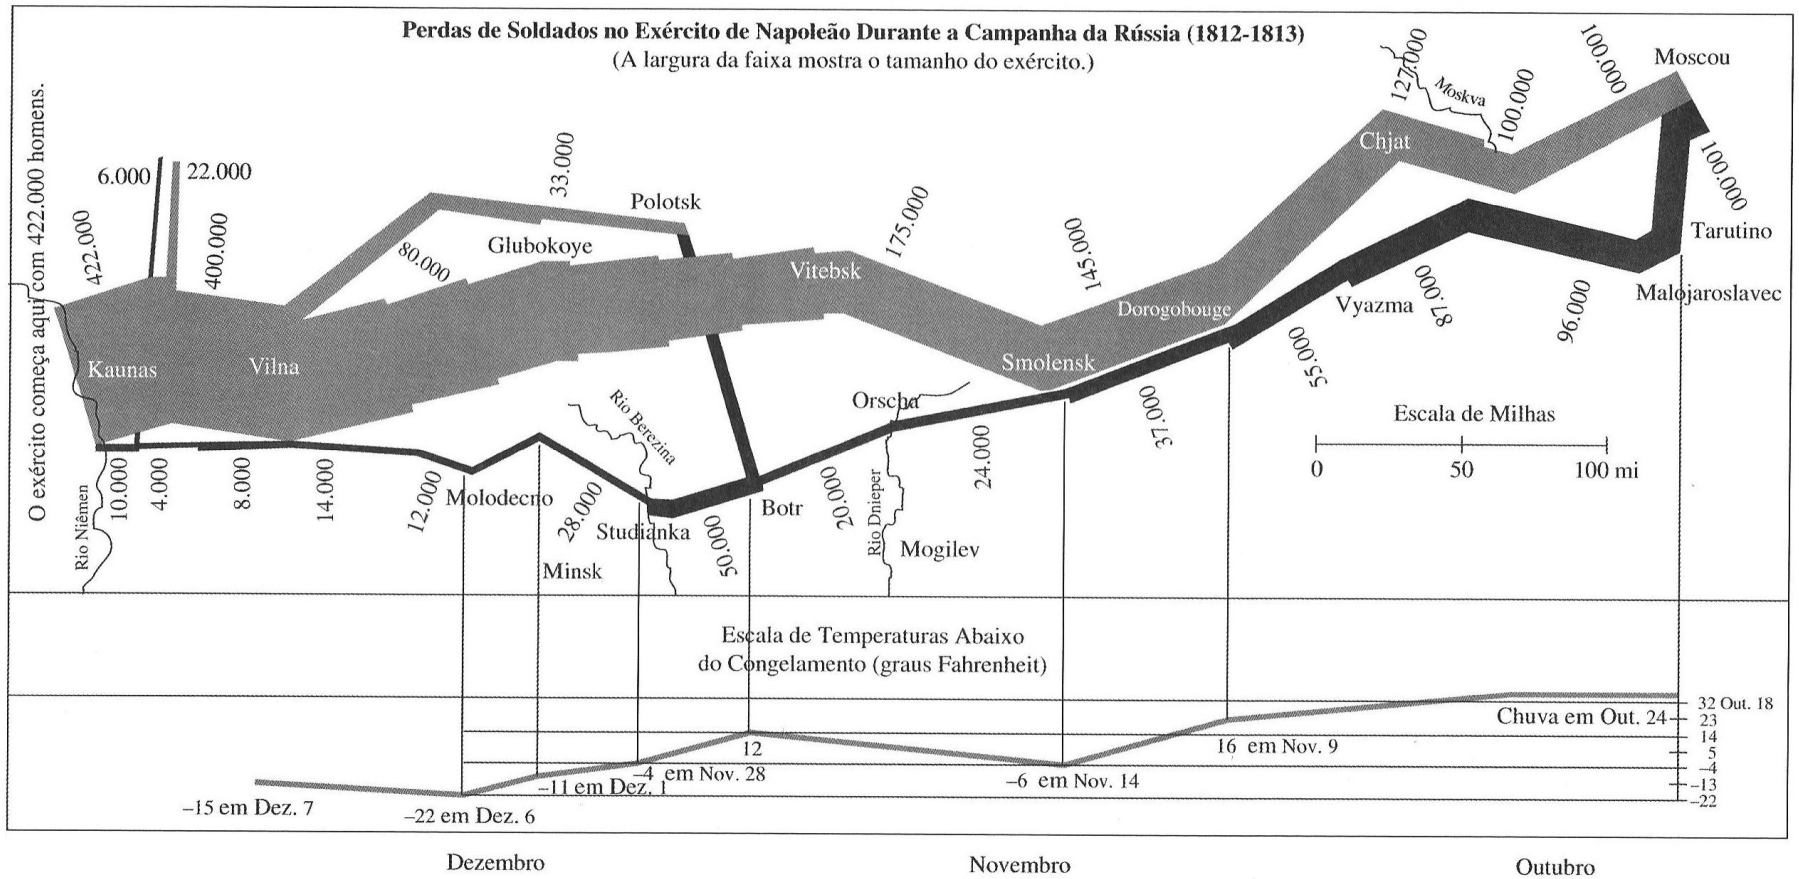 Perdas de Soldados no Exército de Napoleão Durante a Campanha da Rússia (1812-1813)
(A largura da faixa mostra o tamanho do exército.)
O exército começa aqui com 422.000 homens.
422.000
6.000
22.000
400.000
33.000
80.000
Polotsk
Glubokoye
175.000
Vitebsk
145.000
127.000
Chjat
Moskva
100.000
100.000
Moscou
100.000
Tarutino
Malojaroslavec
Kaunas
Vilna
Smolensk
Dorogobouge
Vyazma
87.000
96.000
55.000
37.000
Escala de Milhas
0
50
100 mi
Orscha
24.000
20.000
Rio Dnieper
Mogilev
Rio Berezina
Botr
50.000
Studianka
28.000
Minsk
Molodecno
12.000
14.000
8.000
4.000
10.000
Rio Niêmen
Escala de Temperaturas Abaixo
do Congelamento (graus Fahrenheit)
32 Out. 18
Chuva em Out. 24
23
14
5
–4
–13
–22
16 em Nov. 9
–6 em Nov. 14
12
–4 em Nov. 28
–11 em Dez. 1
–22 em Dez. 6
–15 em Dez. 7
Dezembro
Novembro
Outubro